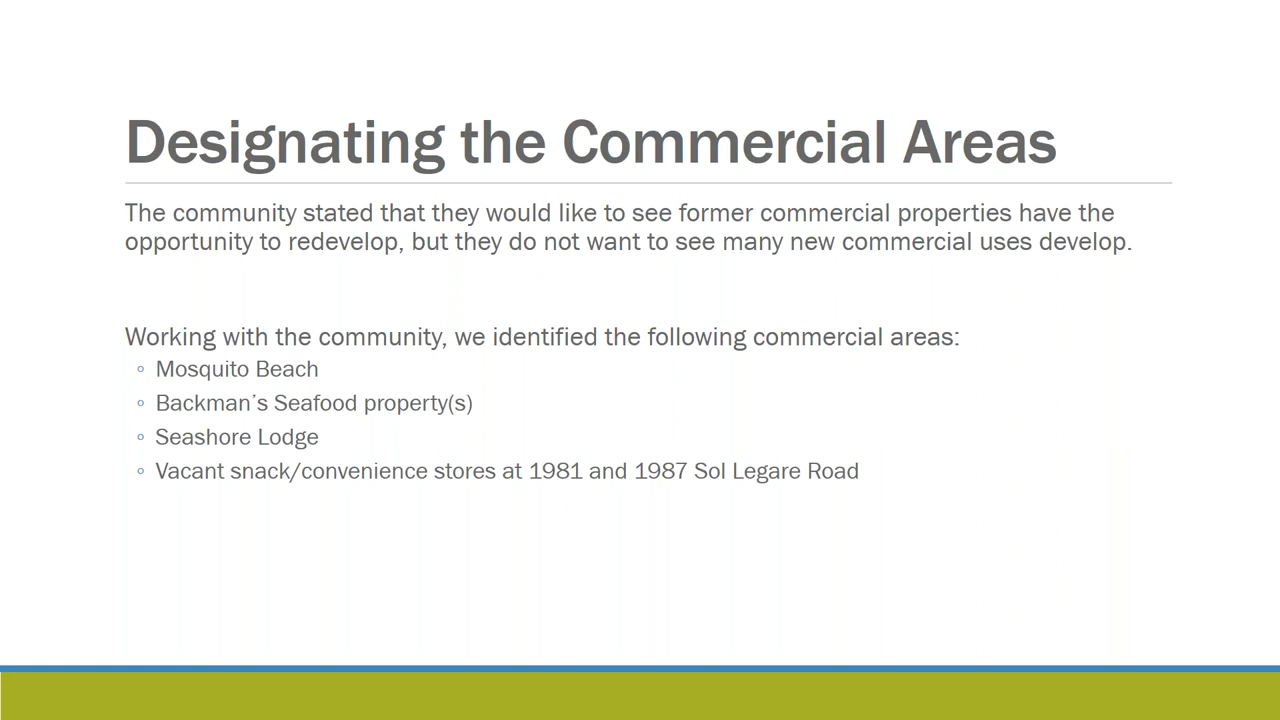 Designating the Commercial Areas
The community stated that they would like to see former commercial properties have the
opportunity to redevelop, but they do not want to see many new commercial uses develop.
Working with the community, we identified the following commercial areas:
◦ Mosquito Beach
◦ Backman’s Seafood property(s)
◦ Seashore Lodge
◦ Vacant snack/convenience stores at 1981 and 1987 Sol Legare Road